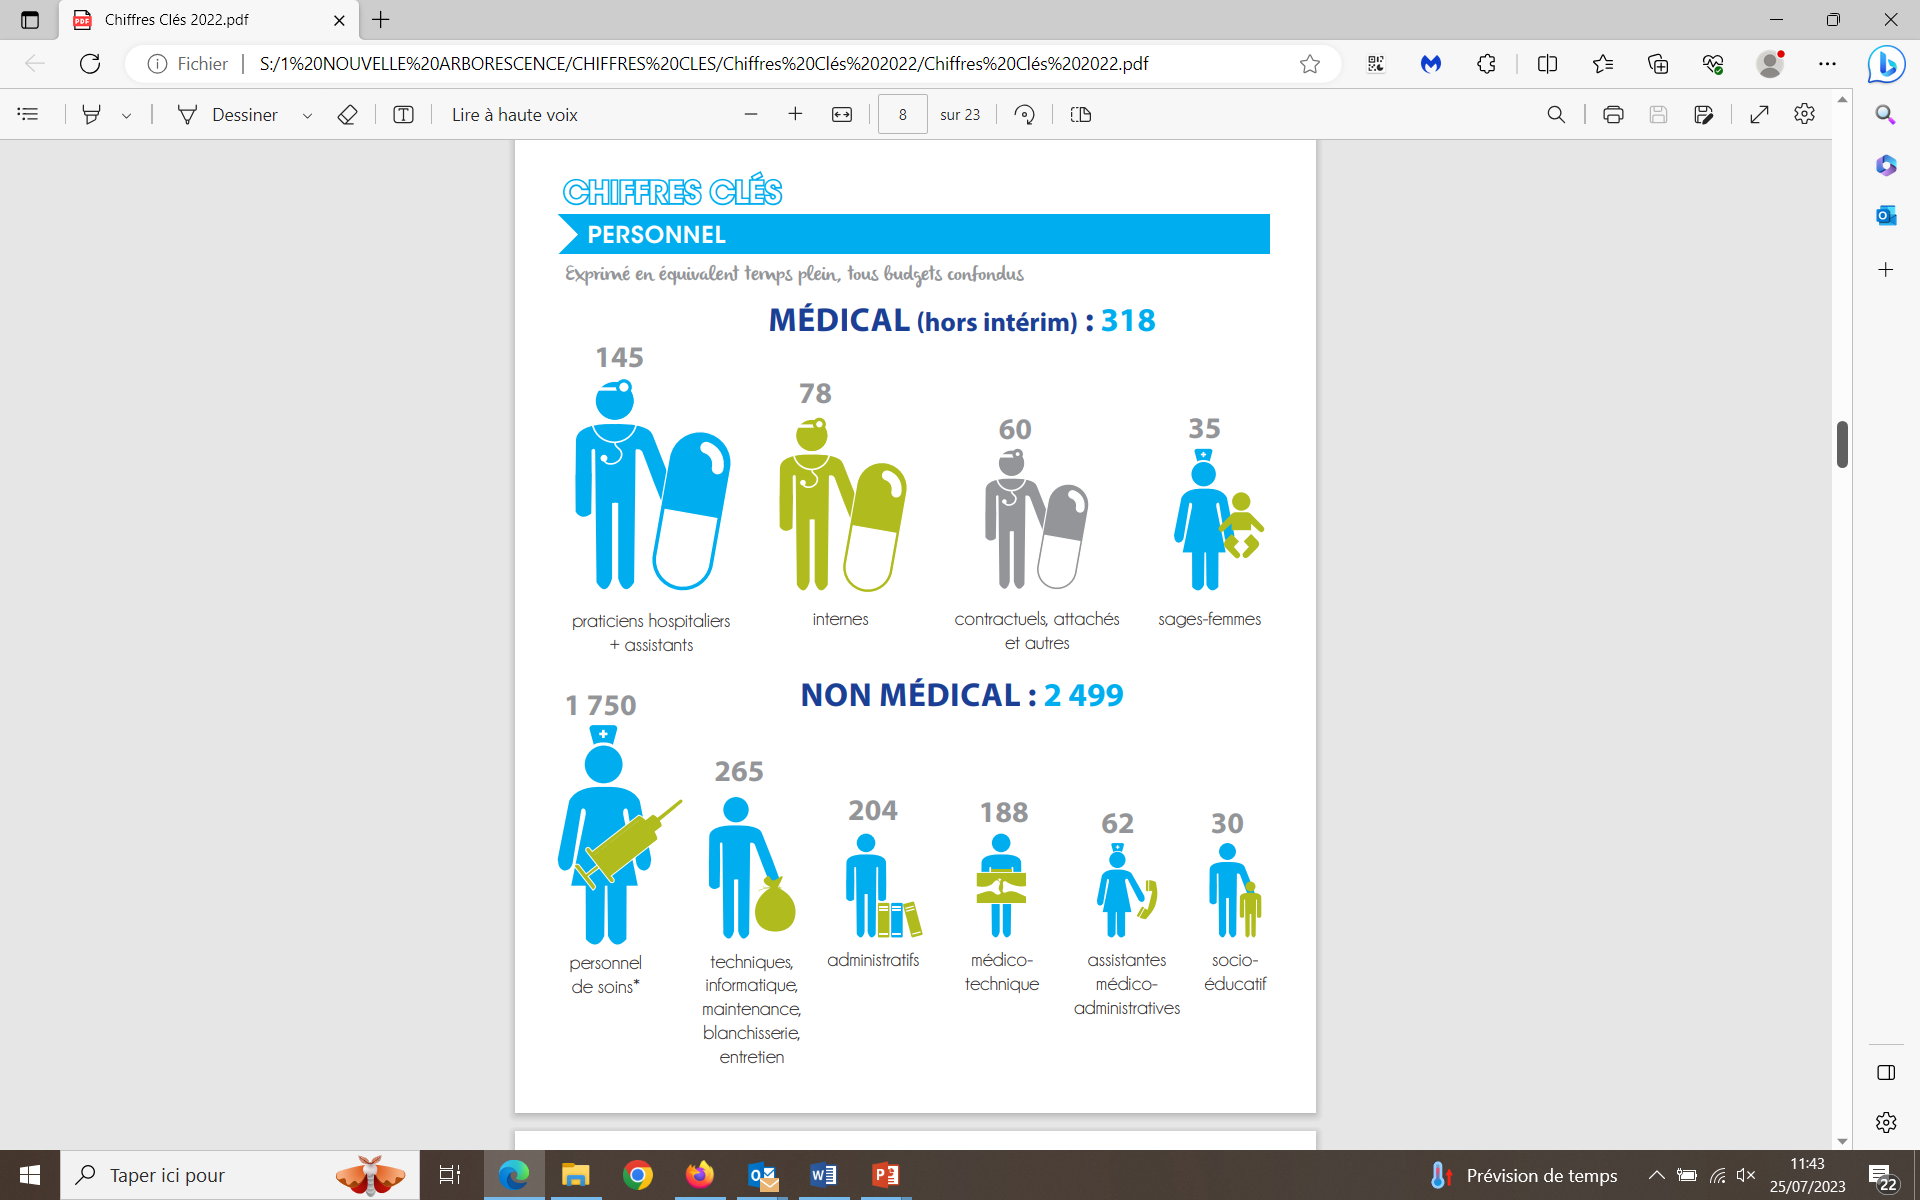 Chiffres Clés 2022.pdf
Fichier
S:/1%20NOUVELLE%20ARBORESCENCE/CHIFFRES%20CLES/Chiffres%20Clés%202022/Chiffres%20Clés%202022.pdf
Dessiner
Lire à haute voix
8
sur 23
CHIFFRES CLÉS
PERSONNEL
Exprimé en équivalent temps plein, tous budgets confondus
MÉDICAL (hors intérim) : 318
145
78
60
35
praticiens hospitaliers
+ assistants
internes
contractuels, attachés
et autres
sages-femmes
NON MÉDICAL : 2 499
1 750
265
204
188
62
30
personnel
de soins*
techniques,
informatique,
maintenance,
blanchisserie,
entretien
administratifs
médico-
technique
assistantes
médico-
administratives
socio-
éducatif
Taper ici pour
Prévision de temps
11:43
25/07/2023
22